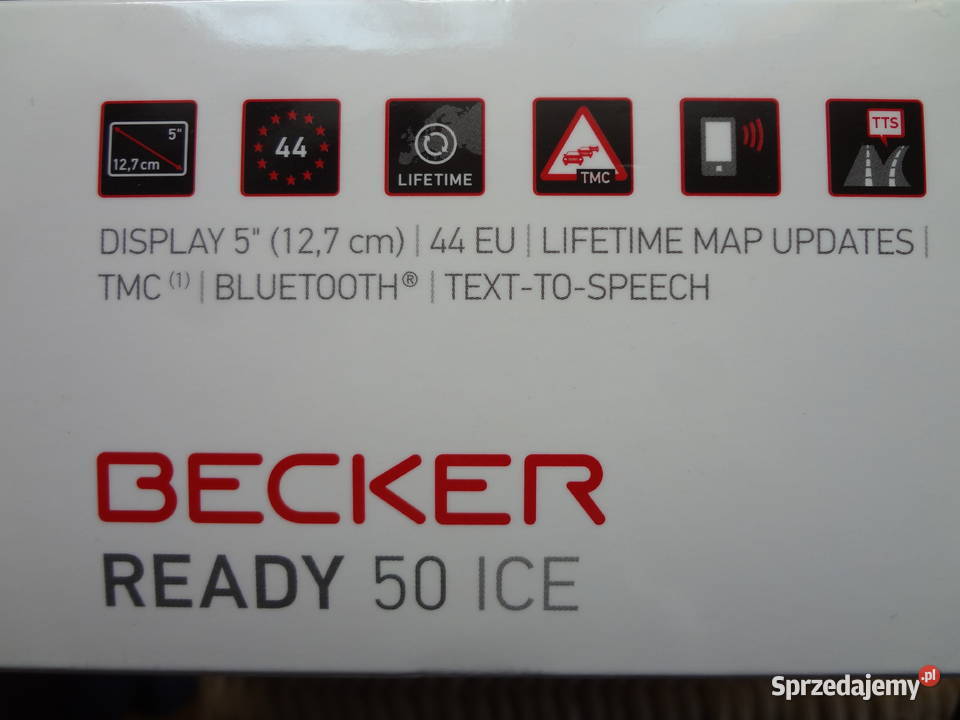 5"
12,7 cm
44
LIFETIME
TMC
TTS
DISPLAY 5" (12,7 cm) | 44 EU | LIFETIME MAP UPDATES |
TMC (1) | BLUETOOTH® | TEXT-TO-SPEECH
BECKER
READY 50 ICE
Sprzedajemy.pl